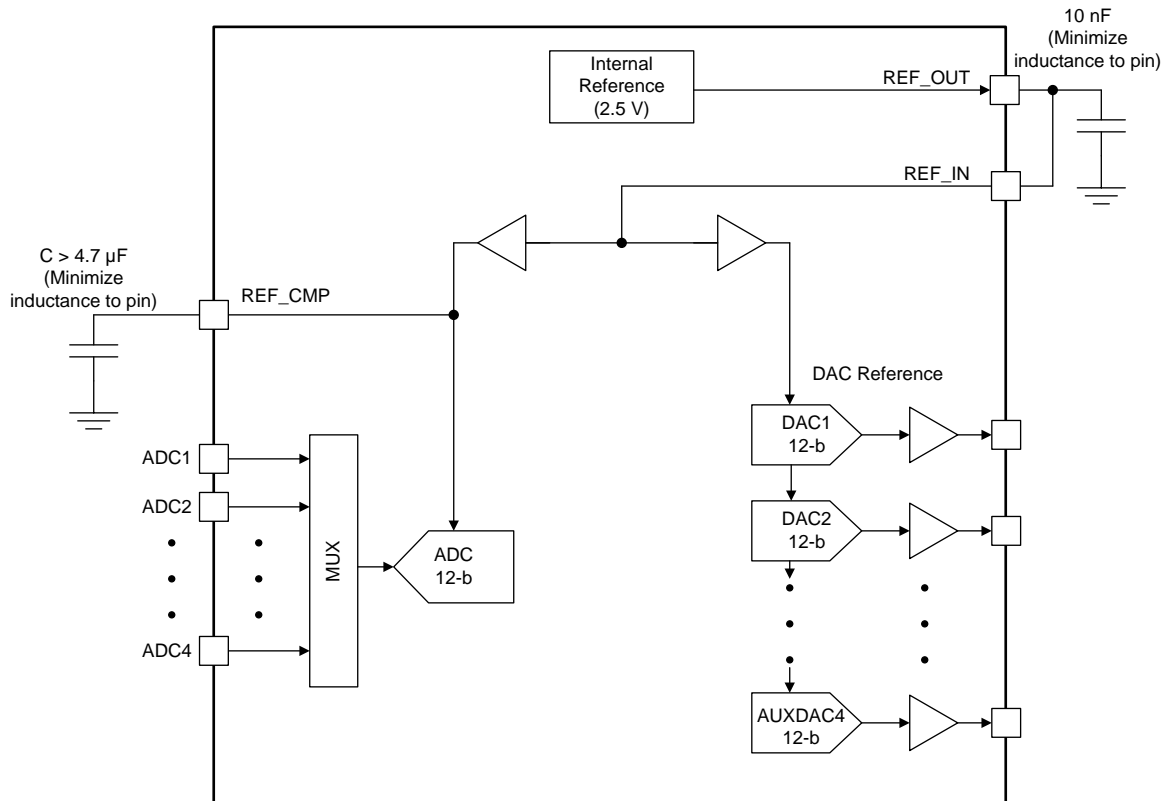 10 nF
(Minimize
inductance to pin)
Internal
Reference
(2.5 V)
REF_OUT
REF_IN
C > 4.7 µF
(Minimize
inductance to pin)
REF_CMP
DAC Reference
DAC1
12-b
ADC1
ADC2
DAC2
12-b
MUX
ADC
12-b
ADC4
AUXDAC4
12-b